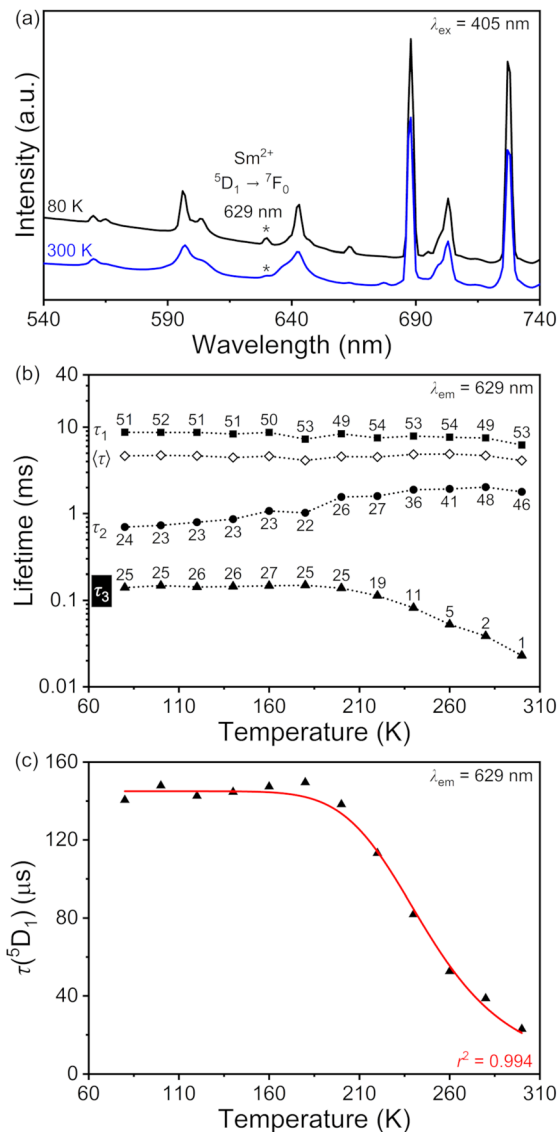 (a)
λex = 405 nm
Intensity (a.u.)
Sm2+
5D1 → 7F0
629 nm
80 K
*
300 K
*
540 590 640 690 740
Wavelength (nm)
(b)
λem = 629 nm
40
10
1
0.1
0.01
Lifetime (ms)
τ1
51 52 51 51 50 53 49 54 53 54 49 53
⟨τ⟩
τ2
24 23 23 23 23 22 26 27 36 41 48 46
τ3
25 25 26 26 27 25 25 19 11 5 2 1
60 110 160 210 260 310
Temperature (K)
(c)
λem = 629 nm
160
120
80
40
0
τ(5D1) (μs)
r2 = 0.994
60 110 160 210 260 310
Temperature (K)